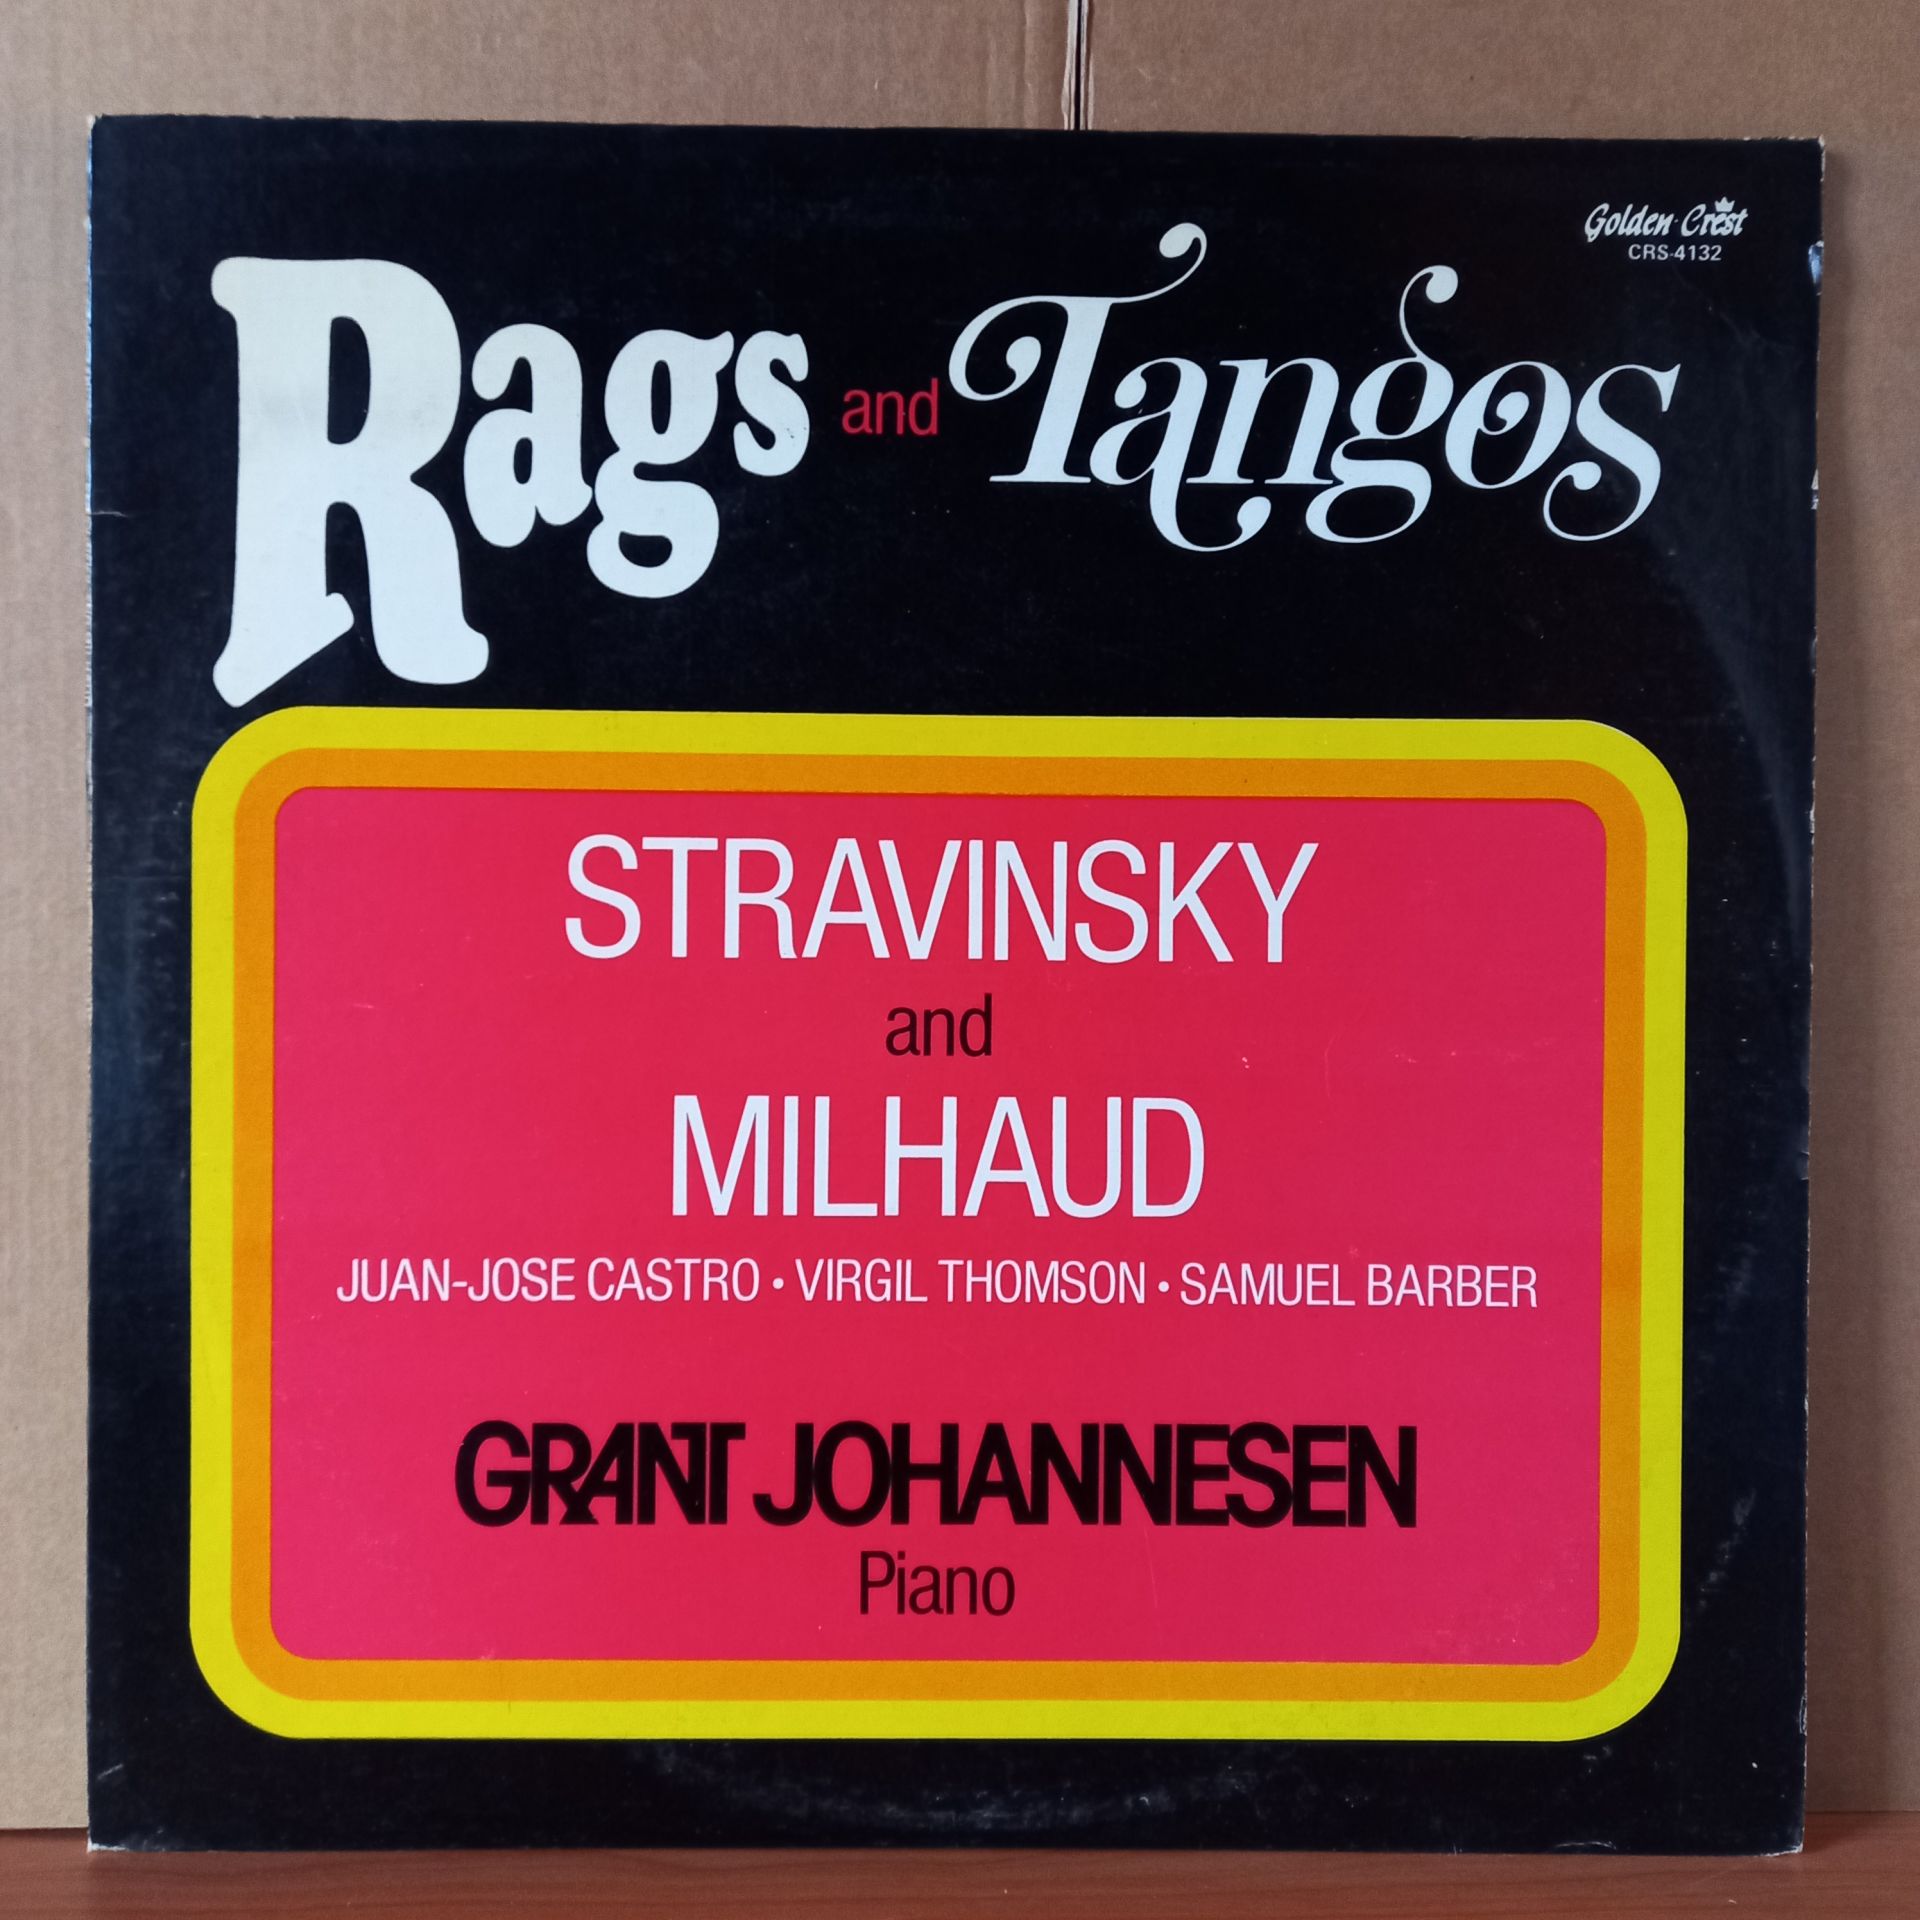 Golden Crest
CRS-4132
Rags and Tangos
STRAVINSKY
and
MILHAUD
JUAN-JOSE CASTRO • VIRGIL THOMSON • SAMUEL BARBER
GRANT JOHANNESEN
Piano